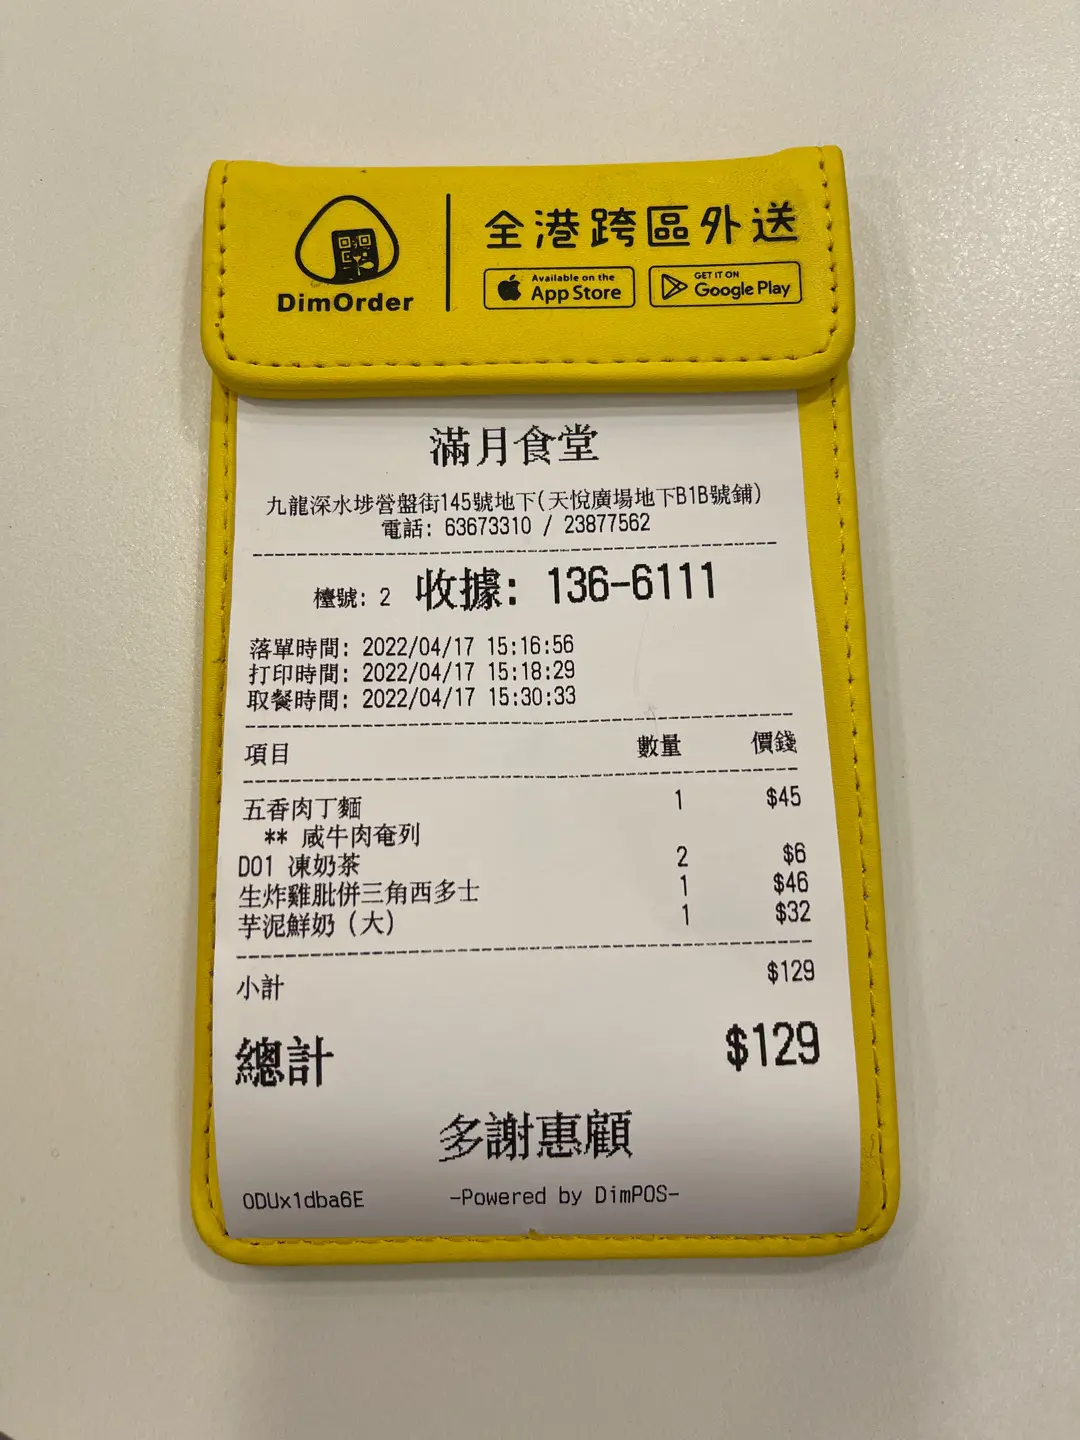 DimOrder
全港跨區外送
Available on the
App Store
GET IT ON
Google Play
滿月食堂
九龍深水埗營盤街145號地下(天悅廣場地下B1B號鋪)
電話: 63673310 / 23877562
檯號: 2 收據: 136-6111
落單時間: 2022/04/17 15:16:56
打印時間: 2022/04/17 15:18:29
取餐時間: 2022/04/17 15:30:33
項目 數量 價錢
五香肉丁麵 1 $45
** 咸牛肉奄列
D01 凍奶茶 2 $6
生炸雞肶併三角西多士 1 $46
芋泥鮮奶 (大) 1 $32
小計 $129
總計 $129
多謝惠顧
ODUx1dba6E -Powered by DimPOS-